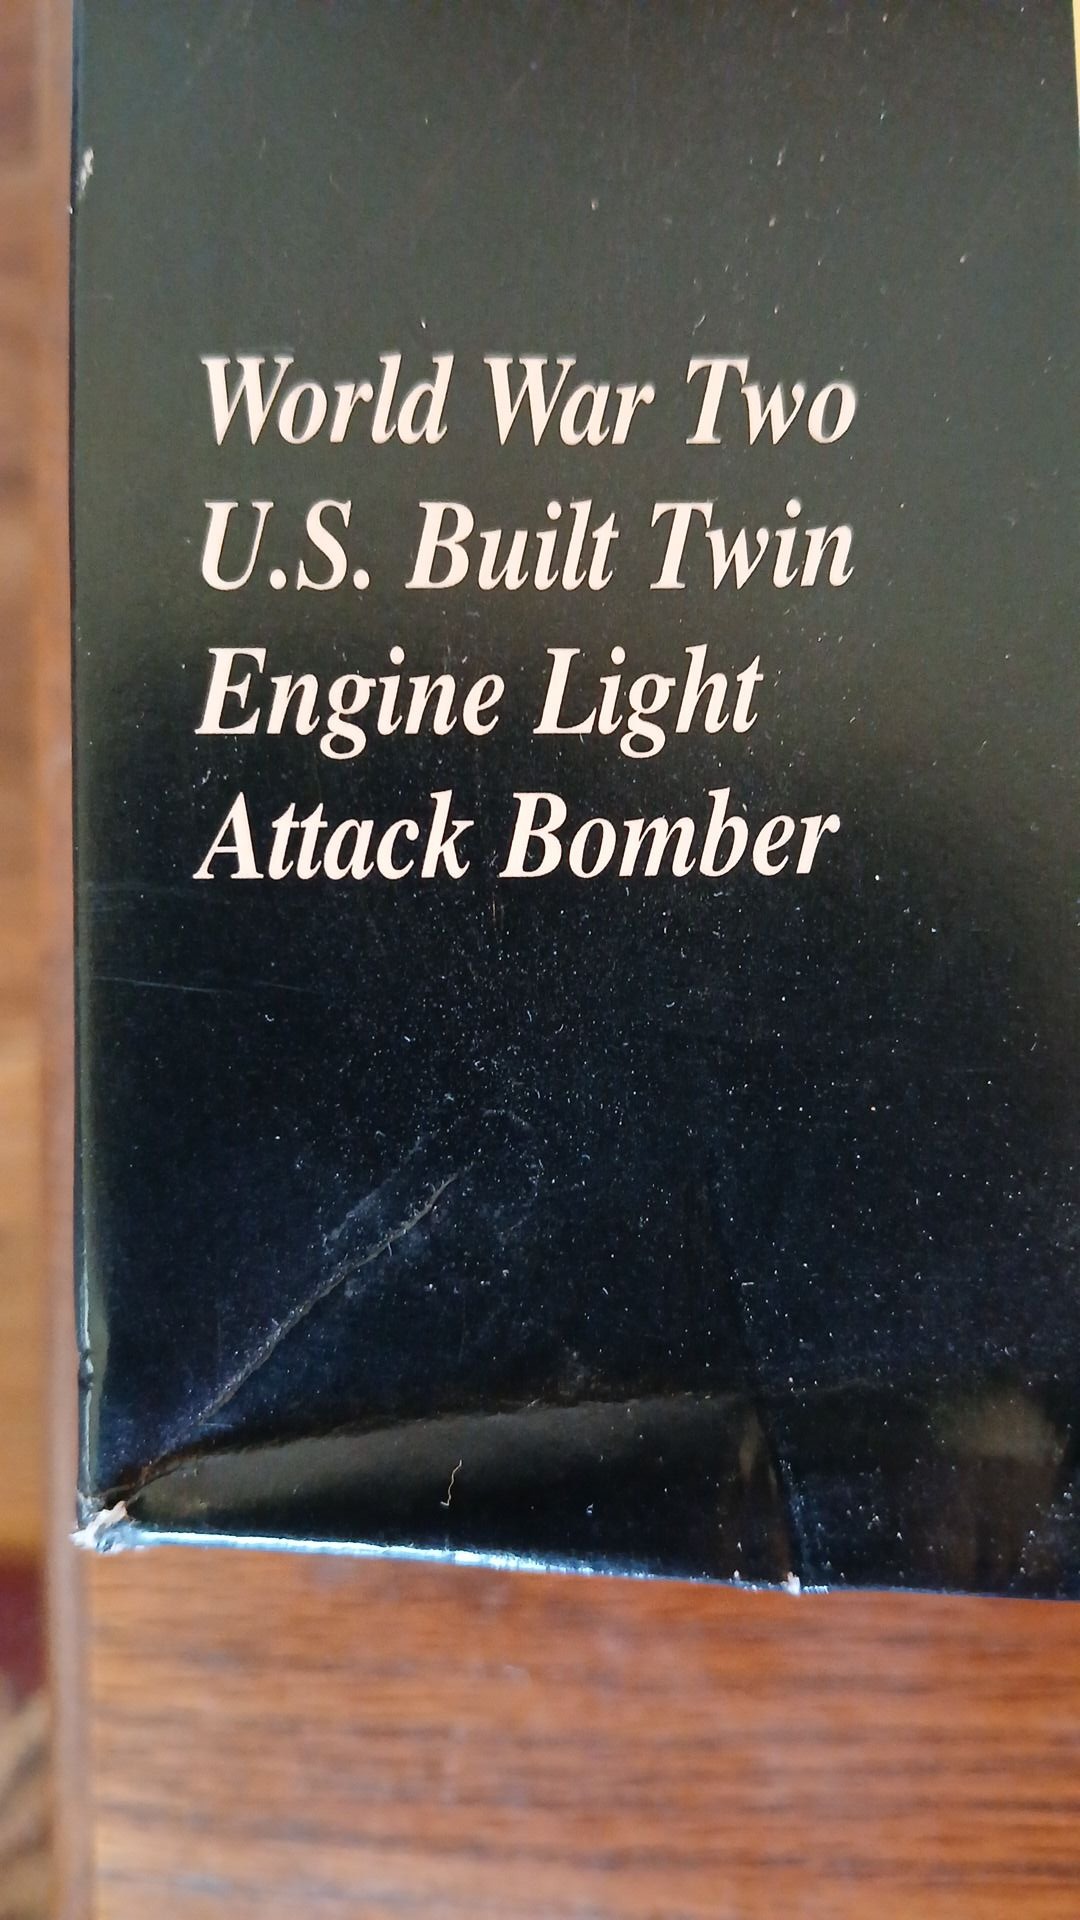 World War Two
U.S. Built Twin
Engine Light
Attack Bomber